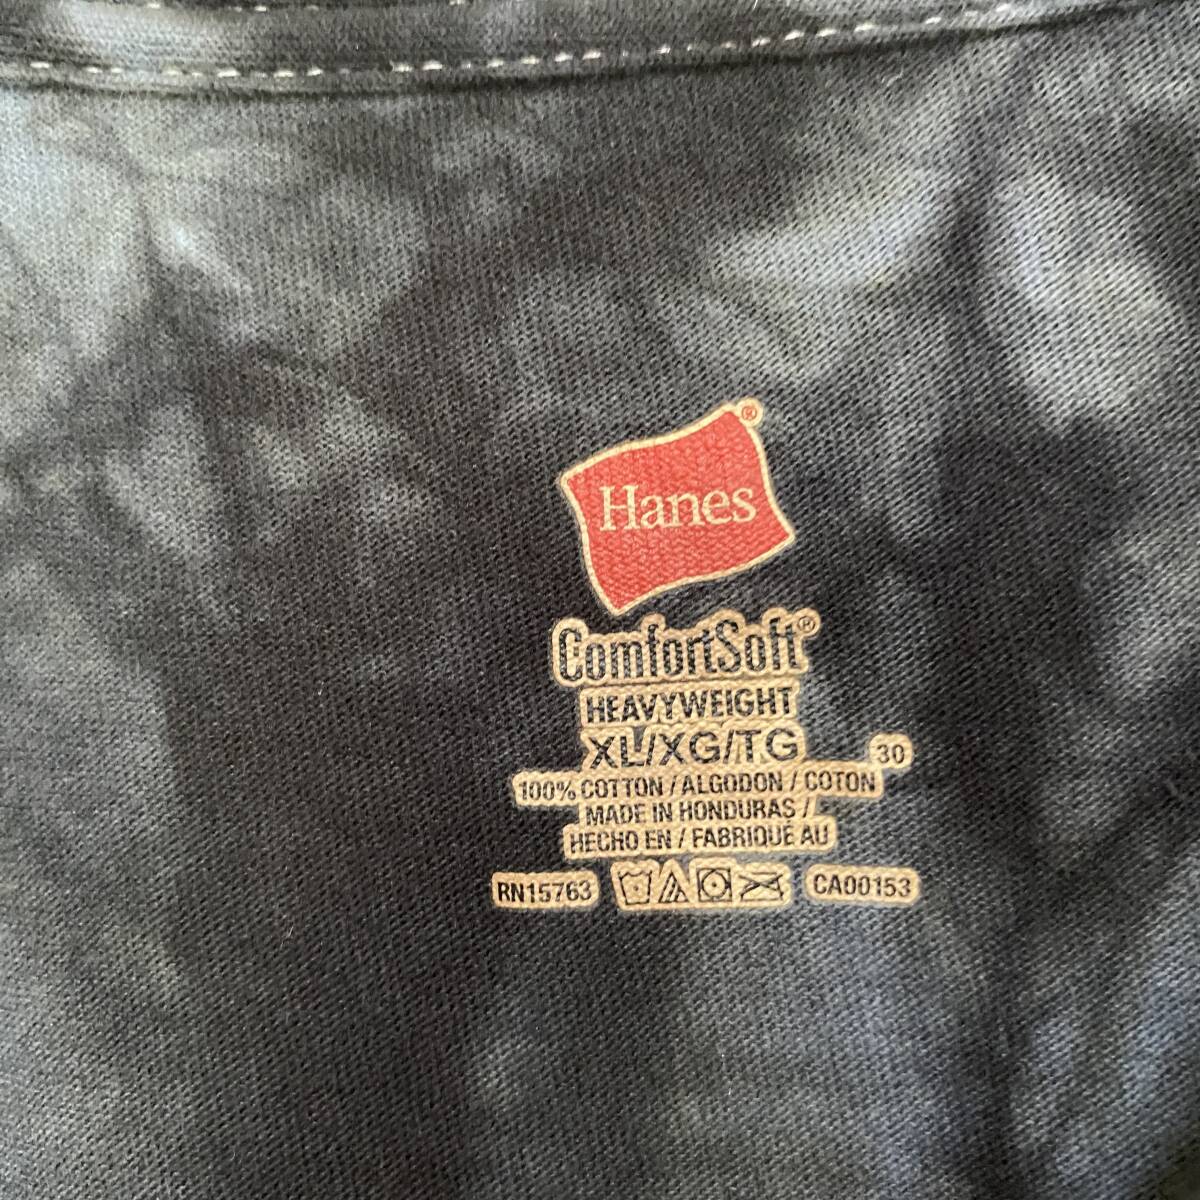 Hanes®
ComfortSoft®
HEAVYWEIGHT
XL/XG/TG 30
100% COTTON / ALGODON / COTON
MADE IN HONDURAS /
HECHO EN / FABRIQUÉ AU
RN15763 CA00153